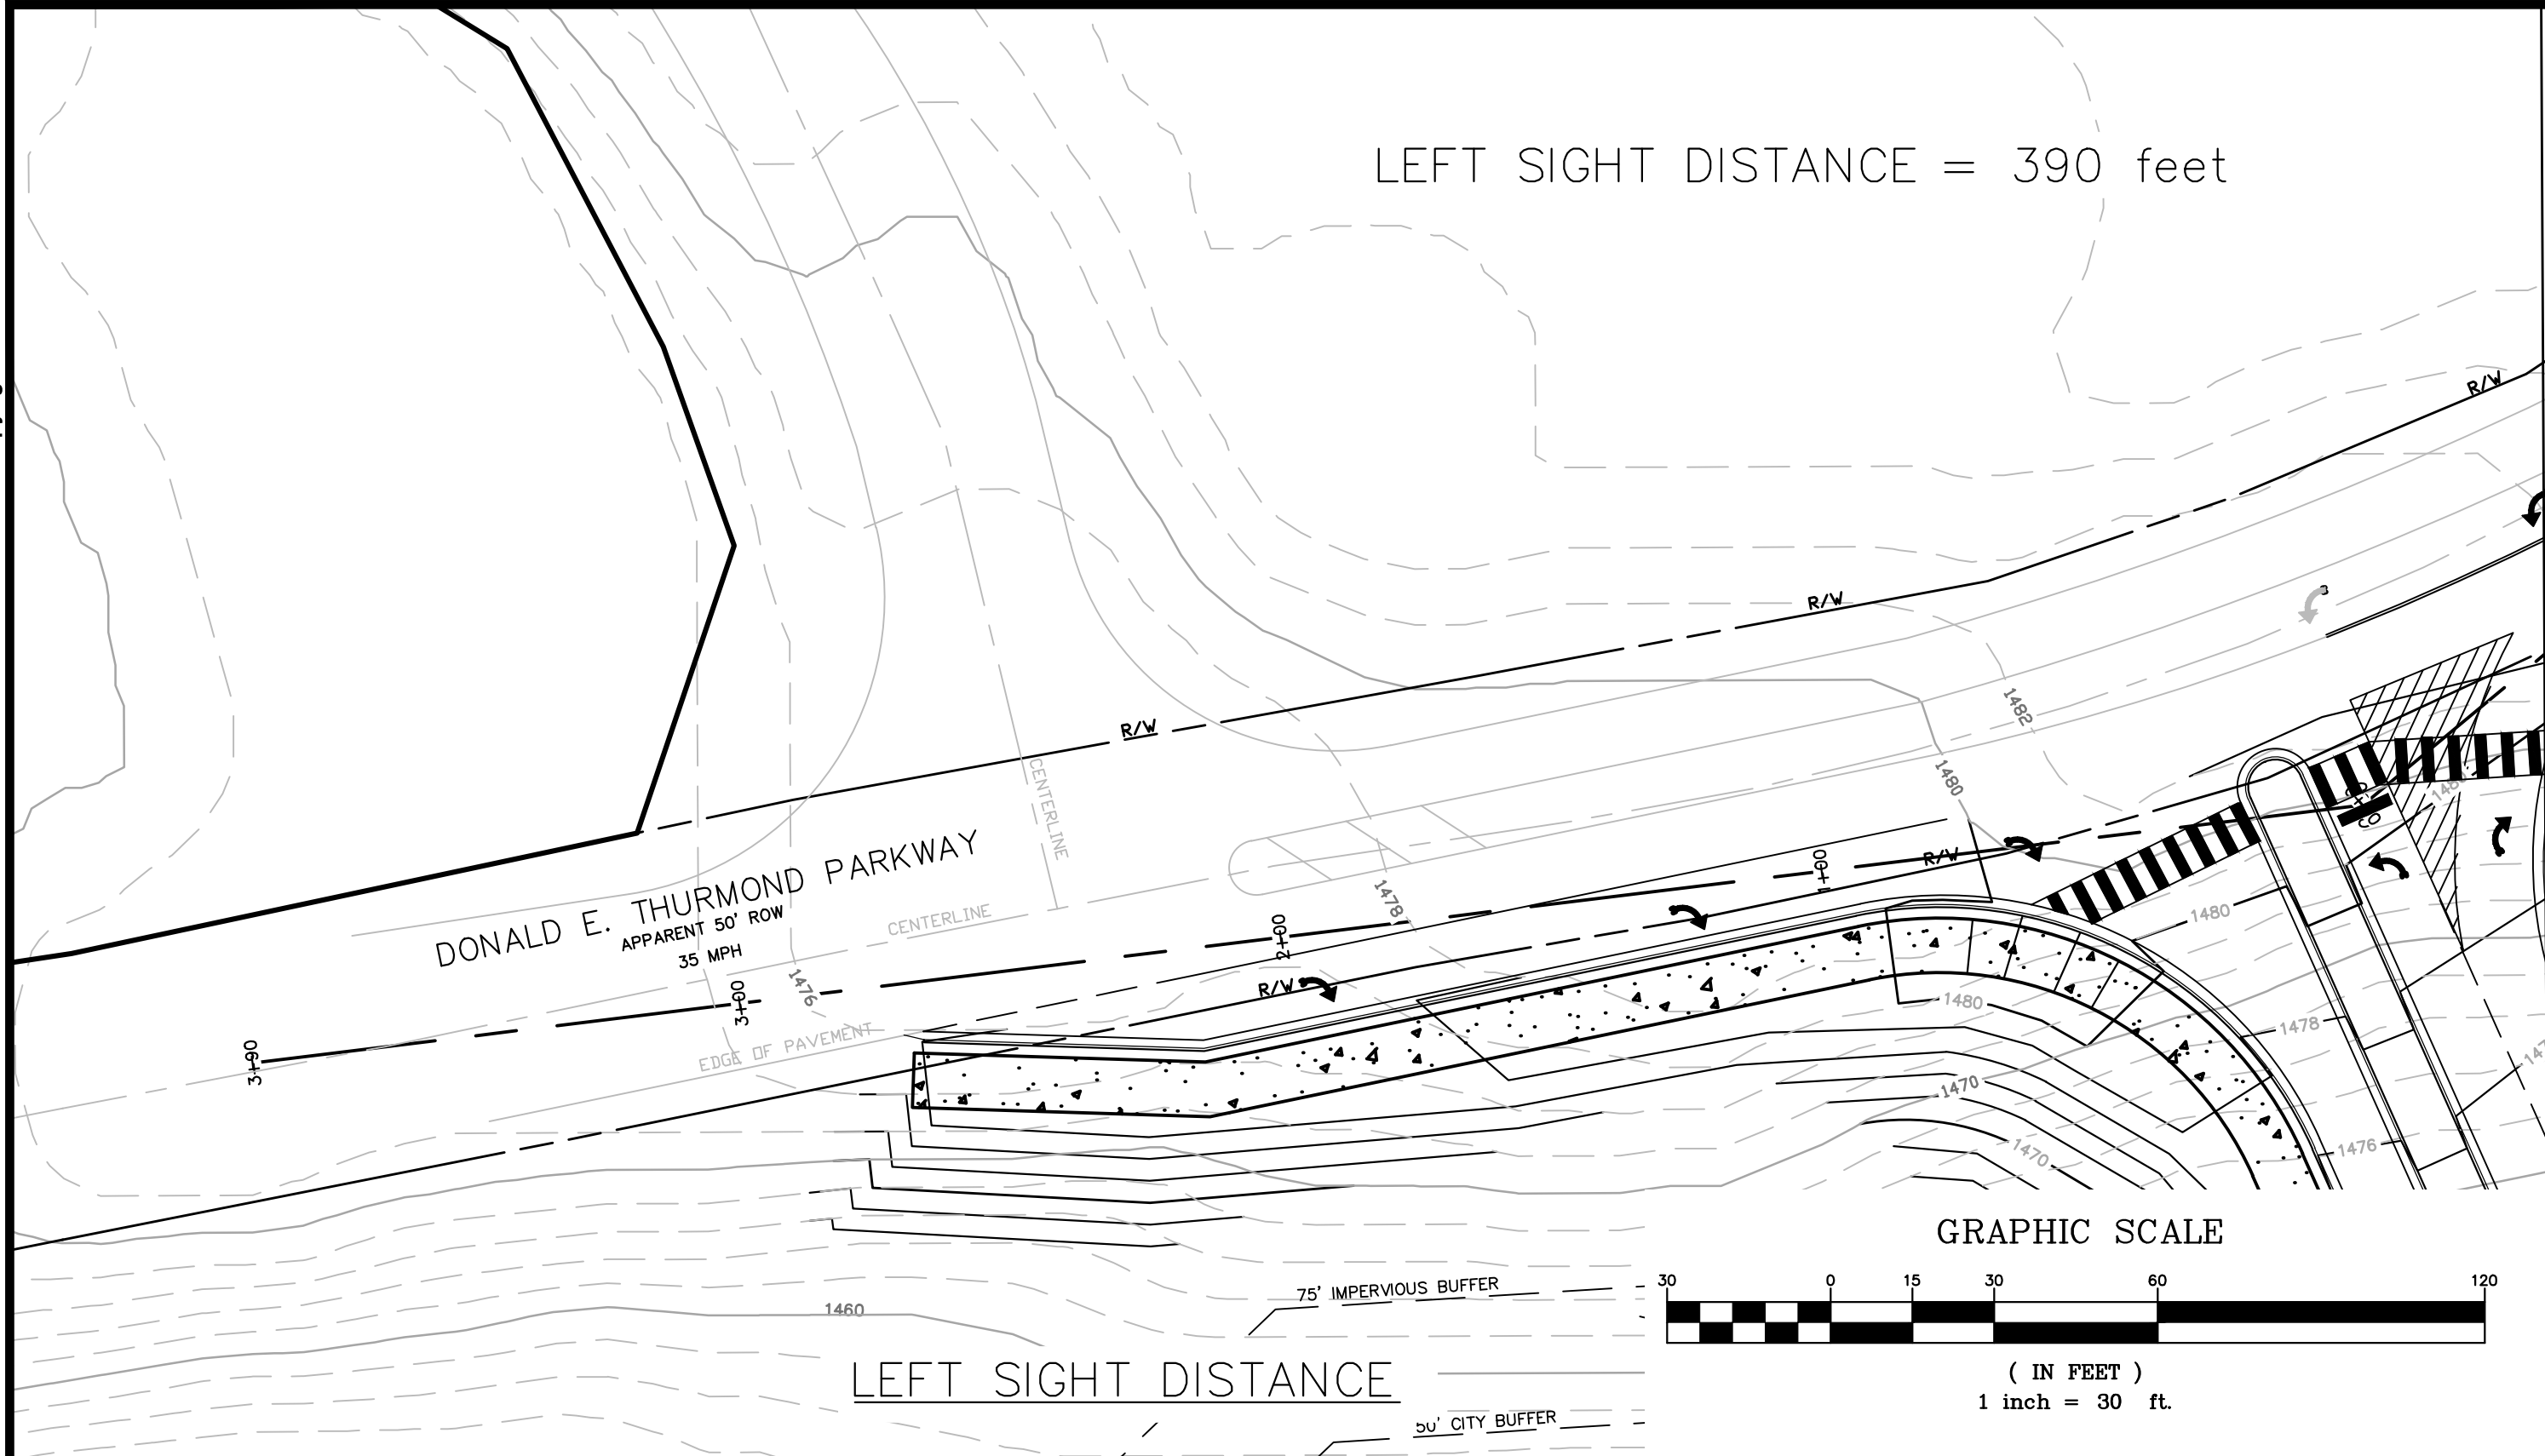 LEFT SIGHT DISTANCE = 390 feet
R/W
R/W
1482
R/W
CENTERLINE
1480
DONALD E. THURMOND PARKWAY
APPARENT 50' ROW
35 MPH
CENTERLINE
1478
1+00
R/W
2+00
1480
R/W
1476
3+00
1480
1478
EDGE OF PAVEMENT
3+90
1470
1470
1476
GRAPHIC SCALE
30 0 15 30 60 120
75' IMPERVIOUS BUFFER
1460
LEFT SIGHT DISTANCE
( IN FEET )
1 inch = 30 ft.
50' CITY BUFFER